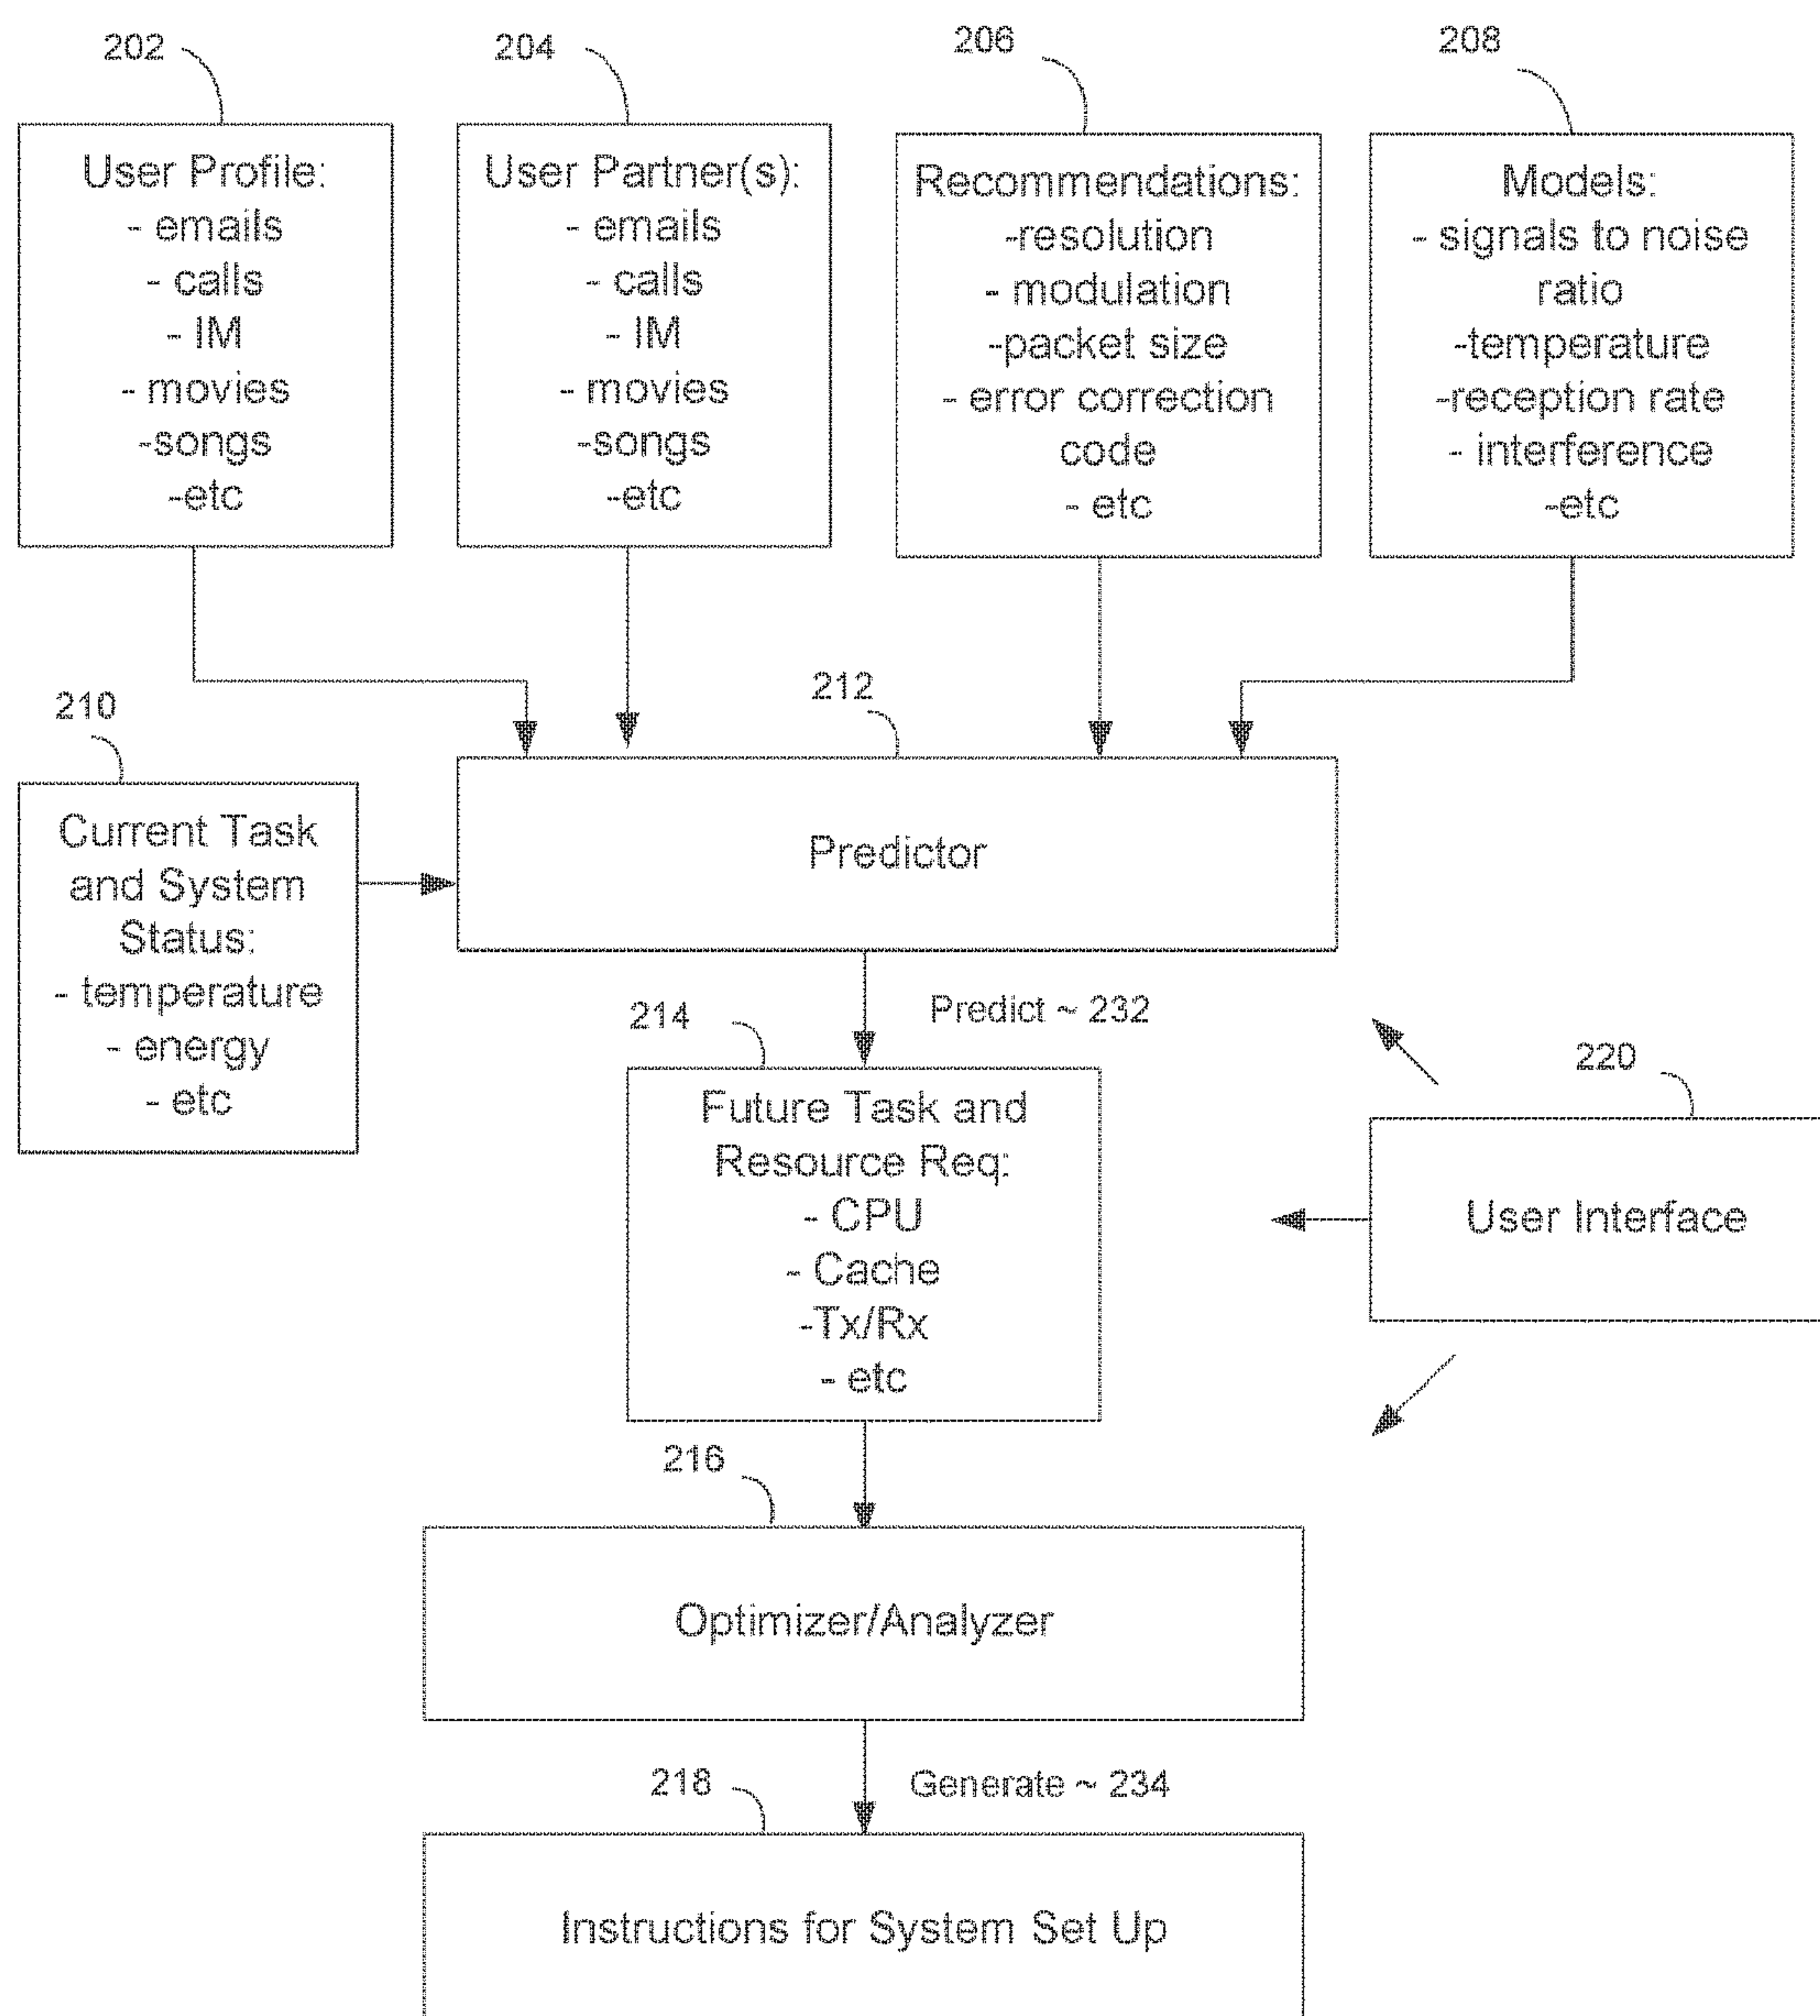 202
User Profile:
- emails
- calls
- IM
- movies
-songs
-etc
204
User Partner(s):
- emails
- calls
- IM
- movies
-songs
-etc
206
Recommendations:
-resolution
- modulation
-packet size
- error correction
code
- etc
208
Models:
- signals to noise
ratio
-temperature
-reception rate
- interference
-etc
210
Current Task
and System
Status:
- temperature
- energy
- etc
212
Predictor
Predict ~ 232
214
Future Task and
Resource Req:
- CPU
- Cache
-Tx/Rx
- etc
220
User Interface
216
Optimizer/Analyzer
Generate ~ 234
218
Instructions for System Set Up